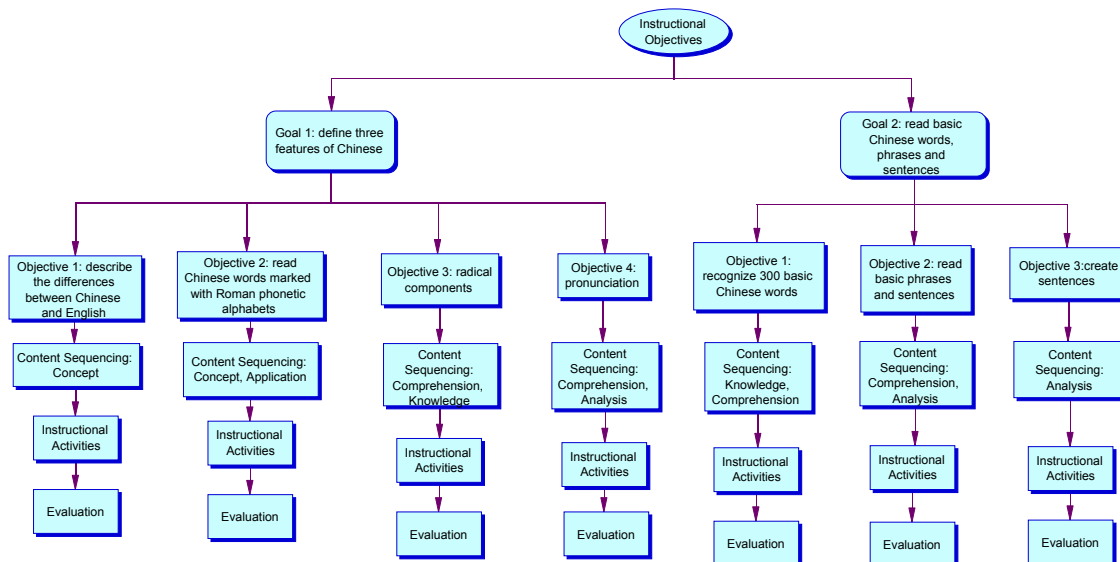 Instructional
Objectives
Goal 1: define three
features of Chinese
Goal 2: read basic
Chinese words,
phrases and
sentences
Objective 1: describe
the differences
between Chinese
and English
Objective 2: read
Chinese words marked
with Roman phonetic
alphabets
Objective 3: radical
components
Objective 4:
pronunciation
Objective 1:
recognize 300 basic
Chinese words
Objective 2: read
basic phrases and
sentences
Objective 3:create
sentences
Content Sequencing:
Concept
Content Sequencing:
Concept, Application
Content
Sequencing:
Comprehension,
Knowledge
Content
Sequencing:
Comprehension,
Analysis
Content
Sequencing:
Knowledge,
Comprehension
Content
Sequencing:
Comprehension,
Analysis
Content
Sequencing:
Analysis
Instructional
Activities
Instructional
Activities
Instructional
Activities
Instructional
Activities
Instructional
Activities
Instructional
Activities
Instructional
Activities
Evaluation
Evaluation
Evaluation
Evaluation
Evaluation
Evaluation
Evaluation